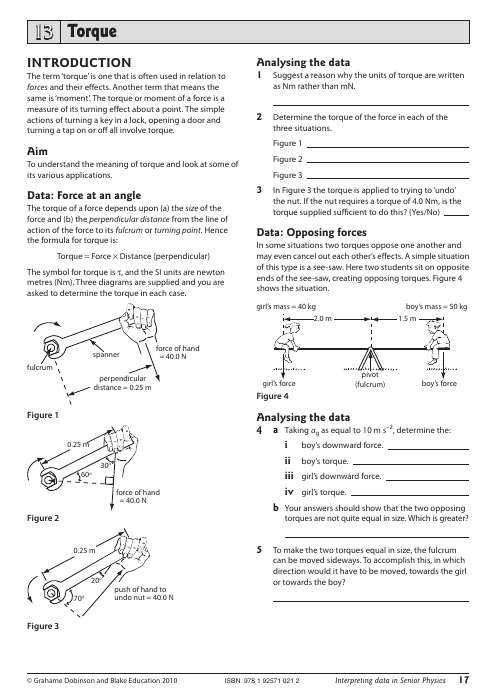 13 Torque
INTRODUCTION
The term 'torque' is one that is often used in relation to
forces and their effects. Another term that means the
same is 'moment'. The torque or moment of a force is a
measure of its turning effect about a point. The simple
actions of turning a key in a lock, opening a door and
turning a tap on or off all involve torque.
Aim
To understand the meaning of torque and look at some of
its various applications.
Data: Force at an angle
The torque of a force depends upon (a) the size of the
force and (b) the perpendicular distance from the line of
action of the force to its fulcrum or turning point. Hence
the formula for torque is:
Torque = Force × Distance (perpendicular)
The symbol for torque is τ, and the SI units are newton
metres (Nm). Three diagrams are supplied and you are
asked to determine the torque in each case.
fulcrum
spanner
force of hand
= 40.0 N
perpendicular
distance = 0.25 m
Figure 1
0.25 m
30°
60°
force of hand
= 40.0 N
Figure 2
0.25 m
20°
70°
push of hand to
undo nut = 40.0 N
Figure 3
Analysing the data
1 Suggest a reason why the units of torque are written
as Nm rather than mN.
2 Determine the torque of the force in each of the
three situations.
Figure 1
Figure 2
Figure 3
3 In Figure 3 the torque is applied to trying to 'undo'
the nut. If the nut requires a torque of 4.0 Nm, is the
torque supplied sufficient to do this? (Yes/No)
Data: Opposing forces
In some situations two torques oppose one another and
may even cancel out each other's effects. A simple situation
of this type is a see-saw. Here two students sit on opposite
ends of the see-saw, creating opposing torques. Figure 4
shows the situation.
girl's mass = 40 kg boy's mass = 50 kg
2.0 m 1.5 m
girl's force
pivot
(fulcrum)
boy's force
Figure 4
Analysing the data
4 a Taking ag as equal to 10 m s⁻², determine the:
i boy's downward force.
ii boy's torque.
iii girl's downward force.
iv girl's torque.
b Your answers should show that the two opposing
torques are not quite equal in size. Which is greater?
5 To make the two torques equal in size, the fulcrum
can be moved sideways. To accomplish this, in which
direction would it have to be moved, towards the girl
or towards the boy?
© Grahame Dobinson and Blake Education 2010 ISBN 978 1 92571 021 2 Interpreting data in Senior Physics 17